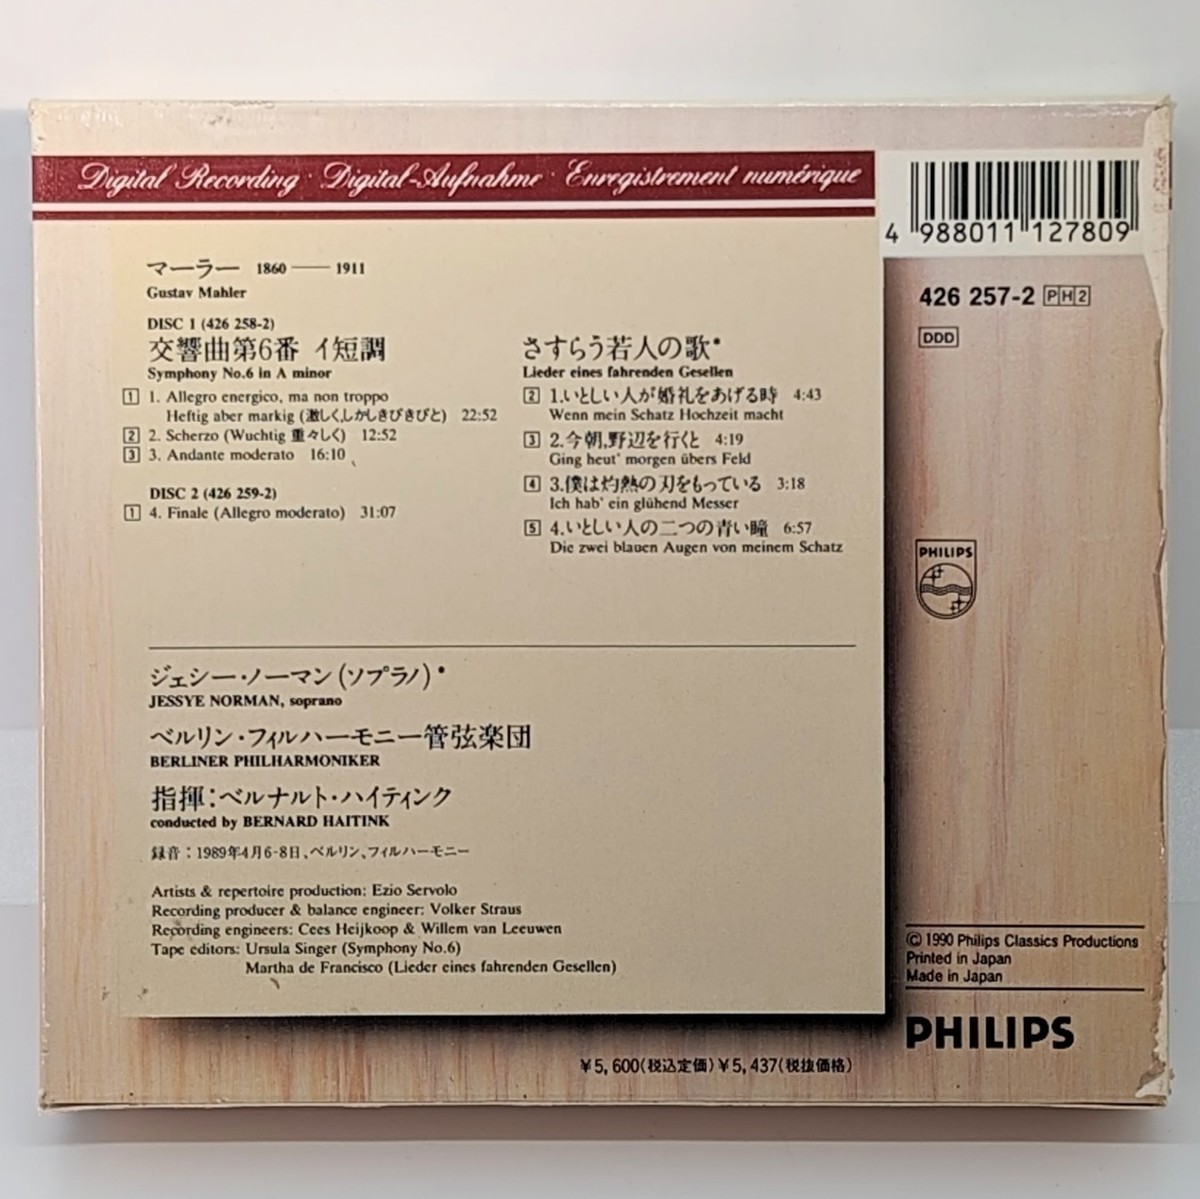 Digital Recording · Digital-Aufnahme · Enregistrement numérique
4 988011 127809
426 257-2 PH2
DDD
マーラー 1860 — 1911
Gustav Mahler
DISC 1 (426 258-2)
交響曲第6番 イ短調
Symphony No.6 in A minor
1 1. Allegro energico, ma non troppo
Heftig aber markig (激しく,しかしきびきびと) 22:52
2 2. Scherzo (Wuchtig 重々しく) 12:52
3 3. Andante moderato 16:10
DISC 2 (426 259-2)
1 4. Finale (Allegro moderato) 31:07
さすらう若人の歌*
Lieder eines fahrenden Gesellen
2 1.いとしい人が婚礼をあげる時 4:43
Wenn mein Schatz Hochzeit macht
3 2.今朝,野辺を行くと 4:19
Ging heut' morgen übers Feld
4 3.僕は灼熱の刃をもっている 3:18
Ich hab' ein glühend Messer
5 4.いとしい人の二つの青い瞳 6:57
Die zwei blauen Augen von meinem Schatz
ジェシー・ノーマン(ソプラノ)*
JESSYE NORMAN, soprano
ベルリン・フィルハーモニー管弦楽団
BERLINER PHILHARMONIKER
指揮:ベルナルト・ハイティンク
conducted by BERNARD HAITINK
録音:1989年4月6-8日、ベルリン、フィルハーモニー
Artists & repertoire production: Ezio Servolo
Recording producer & balance engineer: Volker Straus
Recording engineers: Cees Heijkoop & Willem van Leeuwen
Tape editors: Ursula Singer (Symphony No.6)
Martha de Francisco (Lieder eines fahrenden Gesellen)
PHILIPS
© 1990 Philips Classics Productions
Printed in Japan
Made in Japan
PHILIPS
¥5,600(税込定価)¥5,437(税抜価格)